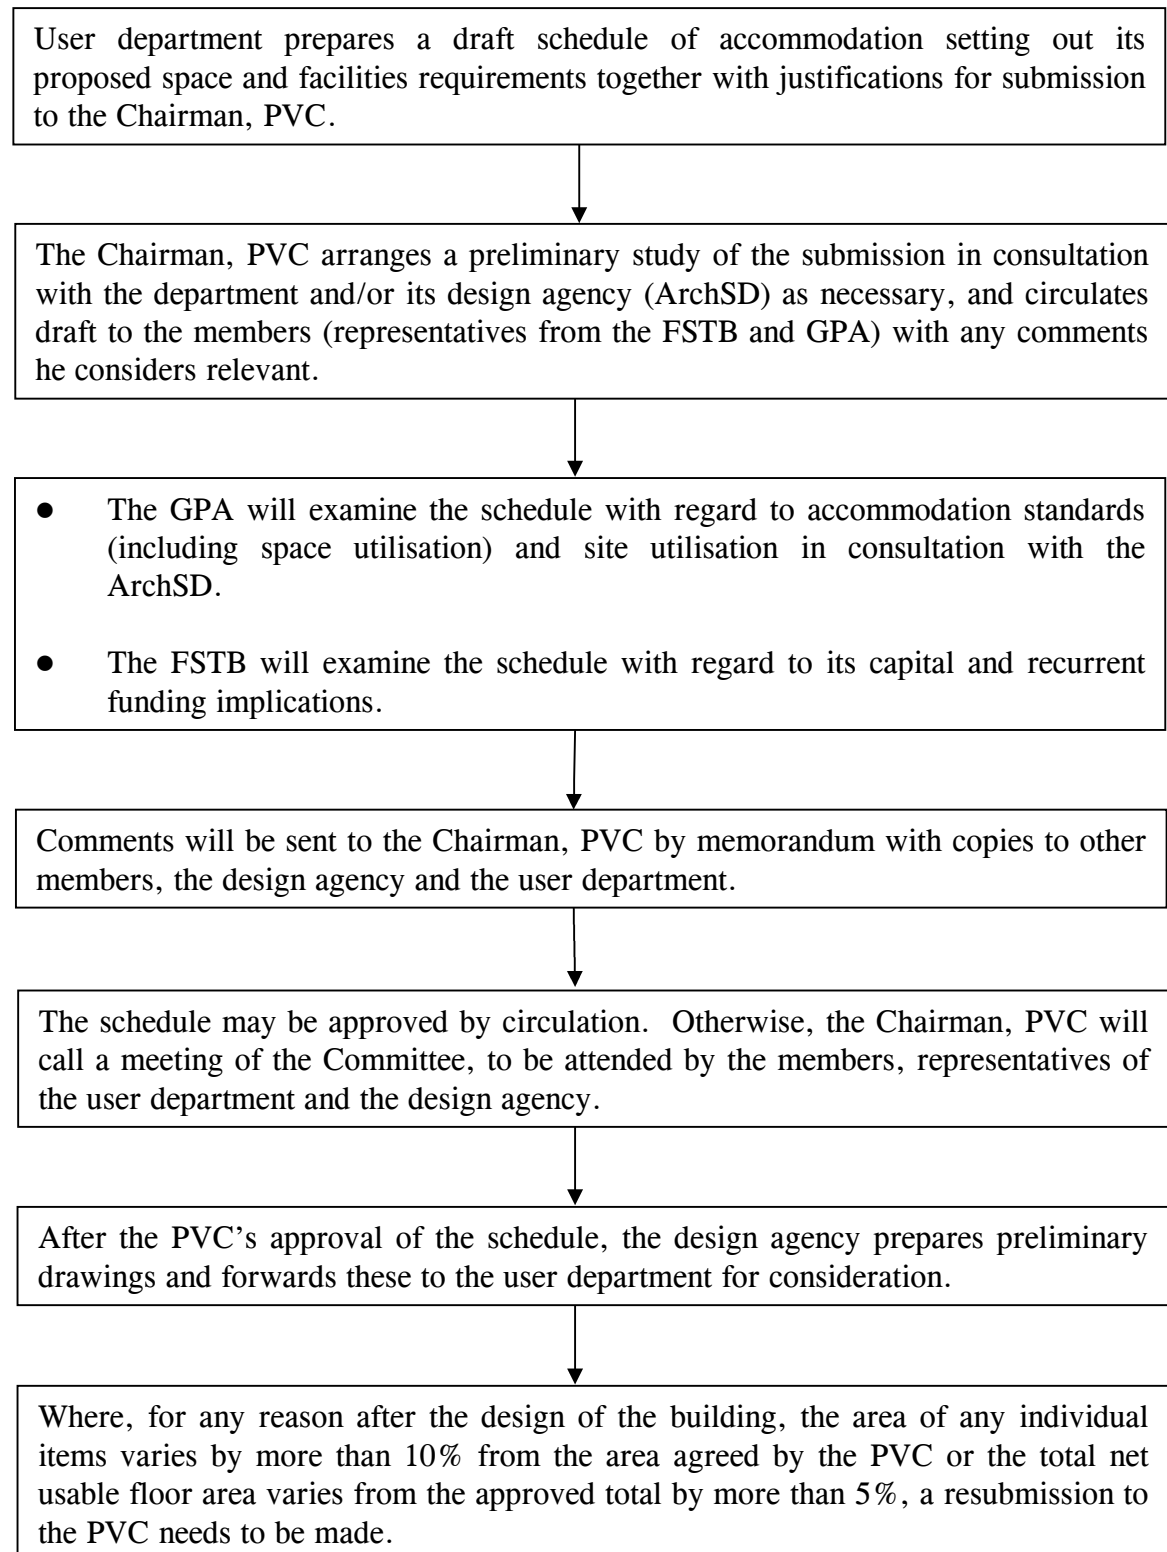 User department prepares a draft schedule of accommodation setting out its
proposed space and facilities requirements together with justifications for submission
to the Chairman, PVC.
The Chairman, PVC arranges a preliminary study of the submission in consultation
with the department and/or its design agency (ArchSD) as necessary, and circulates
draft to the members (representatives from the FSTB and GPA) with any comments
he considers relevant.
● The GPA will examine the schedule with regard to accommodation standards
(including space utilisation) and site utilisation in consultation with the
ArchSD.
● The FSTB will examine the schedule with regard to its capital and recurrent
funding implications.
Comments will be sent to the Chairman, PVC by memorandum with copies to other
members, the design agency and the user department.
The schedule may be approved by circulation. Otherwise, the Chairman, PVC will
call a meeting of the Committee, to be attended by the members, representatives of
the user department and the design agency.
After the PVC’s approval of the schedule, the design agency prepares preliminary
drawings and forwards these to the user department for consideration.
Where, for any reason after the design of the building, the area of any individual
items varies by more than 10% from the area agreed by the PVC or the total net
usable floor area varies from the approved total by more than 5%, a resubmission to
the PVC needs to be made.